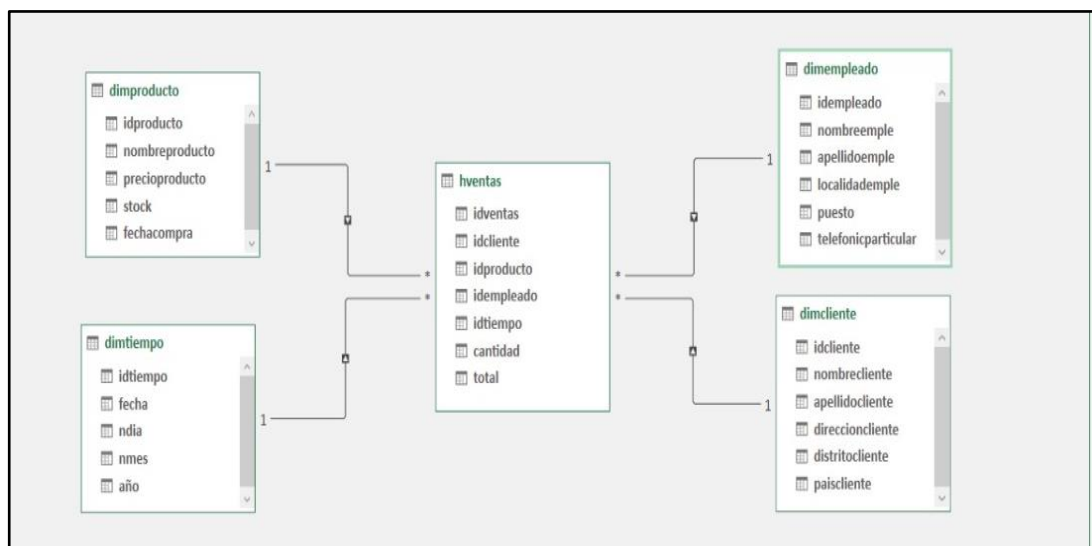 dimproducto
idproducto
nombreproducto
precioproducto
stock
fechacompra
1
*
dimtiempo
idtiempo
fecha
ndia
nmes
año
1
*
hventas
idventas
idcliente
idproducto
idempleado
idtiempo
cantidad
total
dimempleado
idempleado
nombreemple
apellidoemple
localidademple
puesto
telefonicparticular
1
*
dimcliente
idcliente
nombrecliente
apellidocliente
direccioncliente
distritocliente
paiscliente
1
*